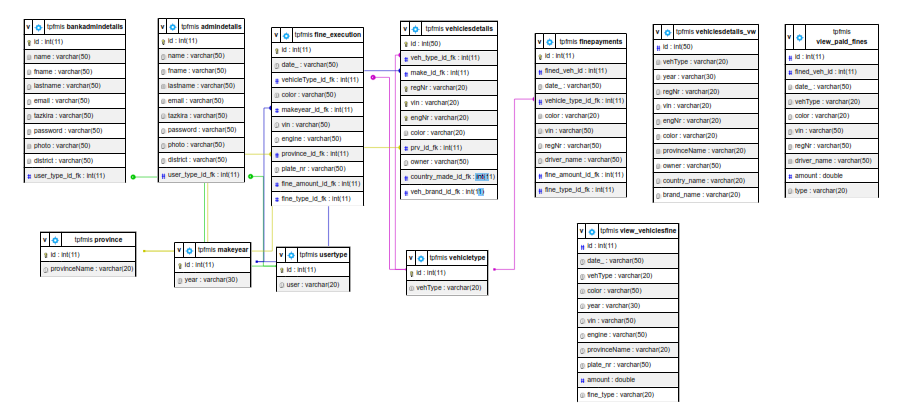 v tpfmis bankadmindetails
id : int(11)
name : varchar(50)
fname : varchar(50)
lastname : varchar(50)
email : varchar(50)
tazkira : varchar(50)
password : varchar(50)
photo : varchar(50)
district : varchar(50)
user_type_id_fk : int(11)
v tpfmis admindetails
id : int(11)
name : varchar(50)
fname : varchar(50)
lastname : varchar(50)
email : varchar(50)
tazkira : varchar(50)
password : varchar(50)
photo : varchar(50)
district : varchar(50)
user_type_id_fk : int(11)
v tpfmis fine_execution
id : int(11)
date_ : varchar(50)
vehicleType_id_fk : int(11)
color : varchar(50)
makeyear_id_fk : int(11)
vin : varchar(50)
engine : varchar(50)
province_id_fk : int(11)
plate_nr : varchar(50)
fine_amount_id_fk : int(11)
fine_type_id_fk : int(11)
v tpfmis vehiclesdetails
id : int(50)
veh_type_id_fk : int(11)
make_id_fk : int(11)
regNr : varchar(20)
vin : varchar(20)
engNr : varchar(20)
color : varchar(20)
prv_id_fk : int(11)
owner : varchar(50)
country_made_id_fk : int(11)
veh_brand_id_fk : int(11)
v tpfmis finepayments
id : int(11)
fined_veh_id : int(11)
date_ : varchar(50)
vehicle_type_id_fk : int(11)
color : varchar(20)
vin : varchar(50)
regNr : varchar(50)
driver_name : varchar(50)
fine_amount_id_fk : int(11)
fine_type_id_fk : int(11)
v tpfmis vehiclesdetails_vw
id : int(50)
vehType : varchar(20)
year : varchar(30)
regNr : varchar(20)
vin : varchar(20)
engNr : varchar(20)
color : varchar(20)
provinceName : varchar(20)
owner : varchar(50)
country_name : varchar(20)
brand_name : varchar(20)
v tpfmis
view_paid_fines
id : int(11)
fined_veh_id : int(11)
date_ : varchar(50)
vehType : varchar(20)
color : varchar(20)
vin : varchar(50)
regNr : varchar(50)
driver_name : varchar(50)
amount : double
type : varchar(20)
v tpfmis province
id : int(11)
provinceName : varchar(20)
v tpfmis makeyear
id : int(11)
year : varchar(30)
v tpfmis usertype
id : int(11)
user : varchar(20)
v tpfmis vehicletype
id : int(11)
vehType : varchar(20)
v tpfmis view_vehiclesfine
id : int(11)
date_ : varchar(50)
vehType : varchar(20)
color : varchar(50)
year : varchar(30)
vin : varchar(50)
engine : varchar(50)
provinceName : varchar(20)
plate_nr : varchar(50)
amount : double
fine_type : varchar(20)